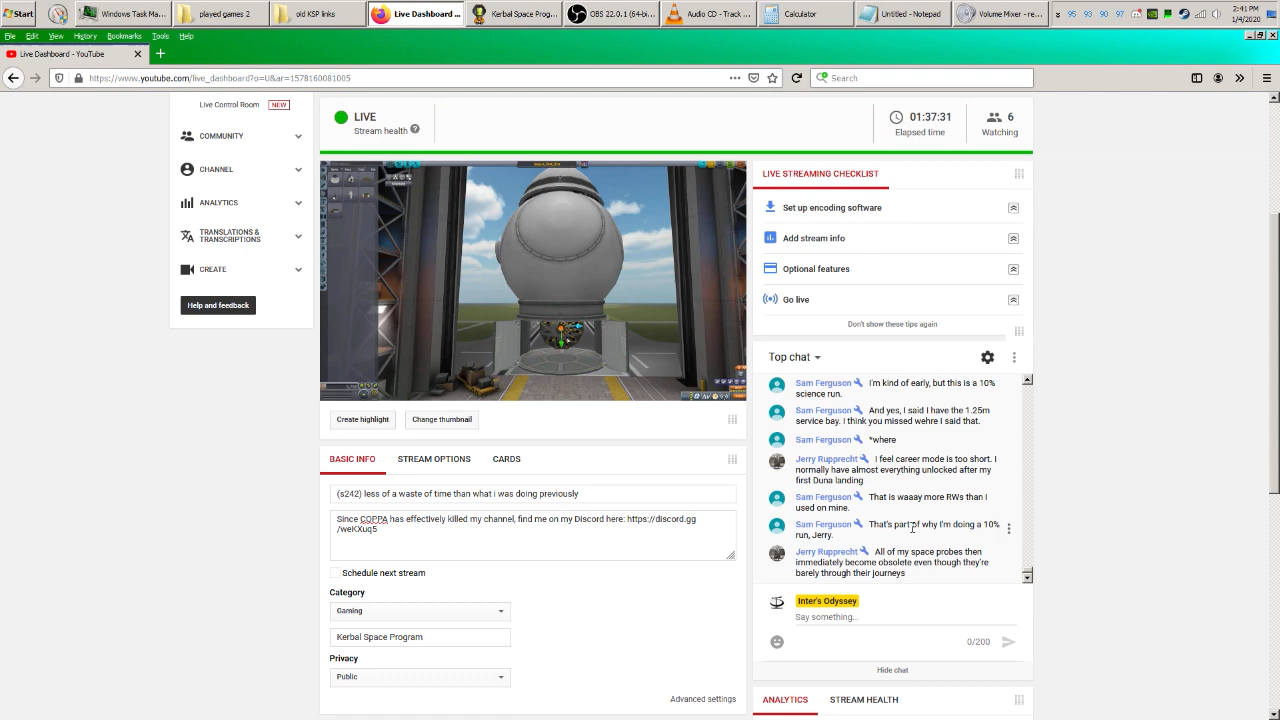 Start
Windows Task Ma...
played games 2
old KSP links
Live Dashboard ...
Kerbal Space Prog...
OBS 22.0.1 (64-bi...
Audio CD - Track ...
Calculator
Untitled - Notepad
Volume Mixer - re...
95 93 90 97
2:41 PM
1/4/2020
File Edit View History Bookmarks Tools Help
Live Dashboard - YouTube
https://www.youtube.com/live_dashboard?o=U&ar=1578160081005
Search
Live Control Room NEW
COMMUNITY
CHANNEL
ANALYTICS
TRANSLATIONS &
TRANSCRIPTIONS
CREATE
Help and feedback
LIVE
Stream health
01:37:31
Elapsed time
6
Watching
Create highlight
Change thumbnail
BASIC INFO STREAM OPTIONS CARDS
(s242) less of a waste of time than what i was doing previously
Since COPPA has effectively killed my channel, find me on my Discord here: https://discord.gg
/weKXuq5
Schedule next stream
Category
Gaming
Kerbal Space Program
Privacy
Public
Advanced settings
LIVE STREAMING CHECKLIST
Set up encoding software
Add stream info
Optional features
Go live
Don't show these tips again
Top chat
Sam Ferguson I'm kind of early, but this is a 10%
science run.
Sam Ferguson And yes, I said I have the 1.25m
service bay. I think you missed wehre I said that.
Sam Ferguson *where
Jerry Rupprecht I feel career mode is too short. I
normally have almost everything unlocked after my
first Duna landing
Sam Ferguson That is waaay more RWs than I
used on mine.
Sam Ferguson That's part of why I'm doing a 10%
run, Jerry.
Jerry Rupprecht All of my space probes then
immediately become obsolete even though they're
barely through their journeys
Inter's Odyssey
Say something...
0/200
Hide chat
ANALYTICS STREAM HEALTH